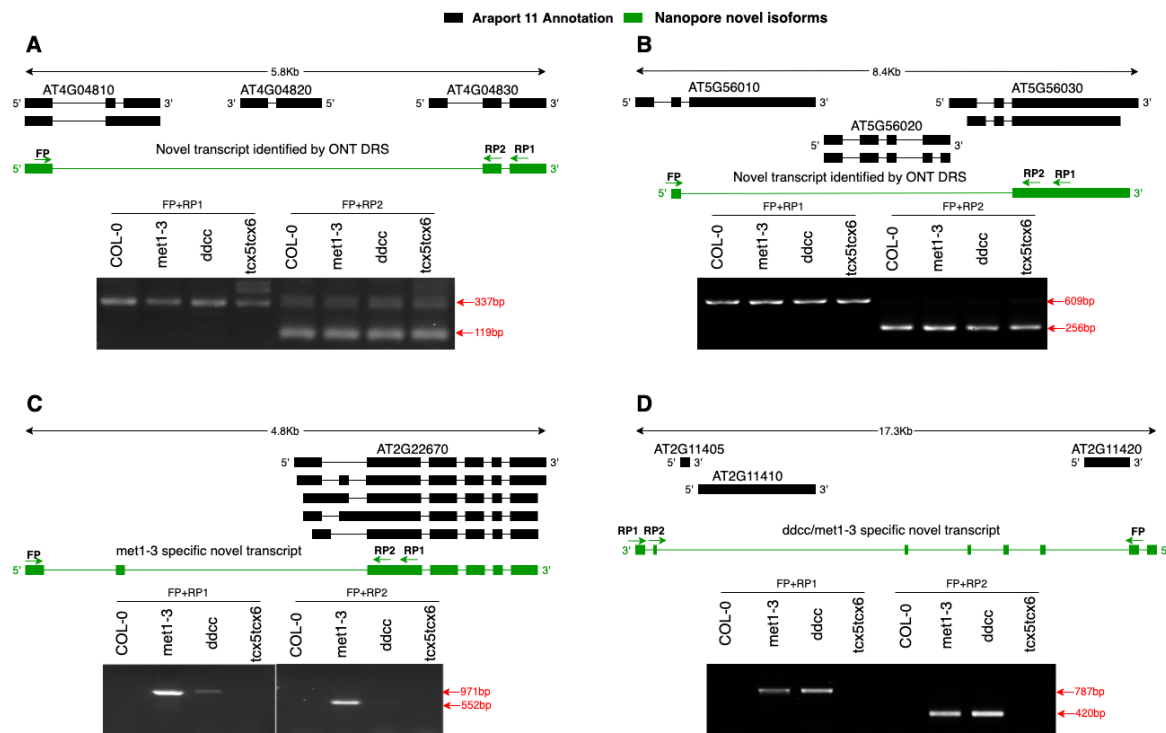 Araport 11 Annotation Nanopore novel isoforms
A
5.8Kb
AT4G04810 AT4G04820 AT4G04830
5' 3' 3' 5' 5' 3'
Novel transcript identified by ONT DRS
FP RP2 RP1
5' 3'
FP+RP1 FP+RP2
COL-0 met1-3 ddcc tcx5tcx6 COL-0 met1-3 ddcc tcx5tcx6
337bp
119bp
B
8.4Kb
AT5G56010 AT5G56030
5' 3' 5' 3'
AT5G56020
3' 5'
Novel transcript identified by ONT DRS
FP RP2 RP1
5' 3'
FP+RP1 FP+RP2
COL-0 met1-3 ddcc tcx5tcx6 COL-0 met1-3 ddcc tcx5tcx6
609bp
256bp
C
4.8Kb
AT2G22670
5' 3'
met1-3 specific novel transcript
FP RP2 RP1
5' 3'
FP+RP1 FP+RP2
COL-0 met1-3 ddcc tcx5tcx6 COL-0 met1-3 ddcc tcx5tcx6
971bp
552bp
D
17.3Kb
AT2G11405 AT2G11420
5' 3' 5' 3'
AT2G11410
5' 3'
ddcc/met1-3 specific novel transcript
RP1 RP2 FP
3' 5'
FP+RP1 FP+RP2
COL-0 met1-3 ddcc tcx5tcx6 COL-0 met1-3 ddcc tcx5tcx6
787bp
420bp